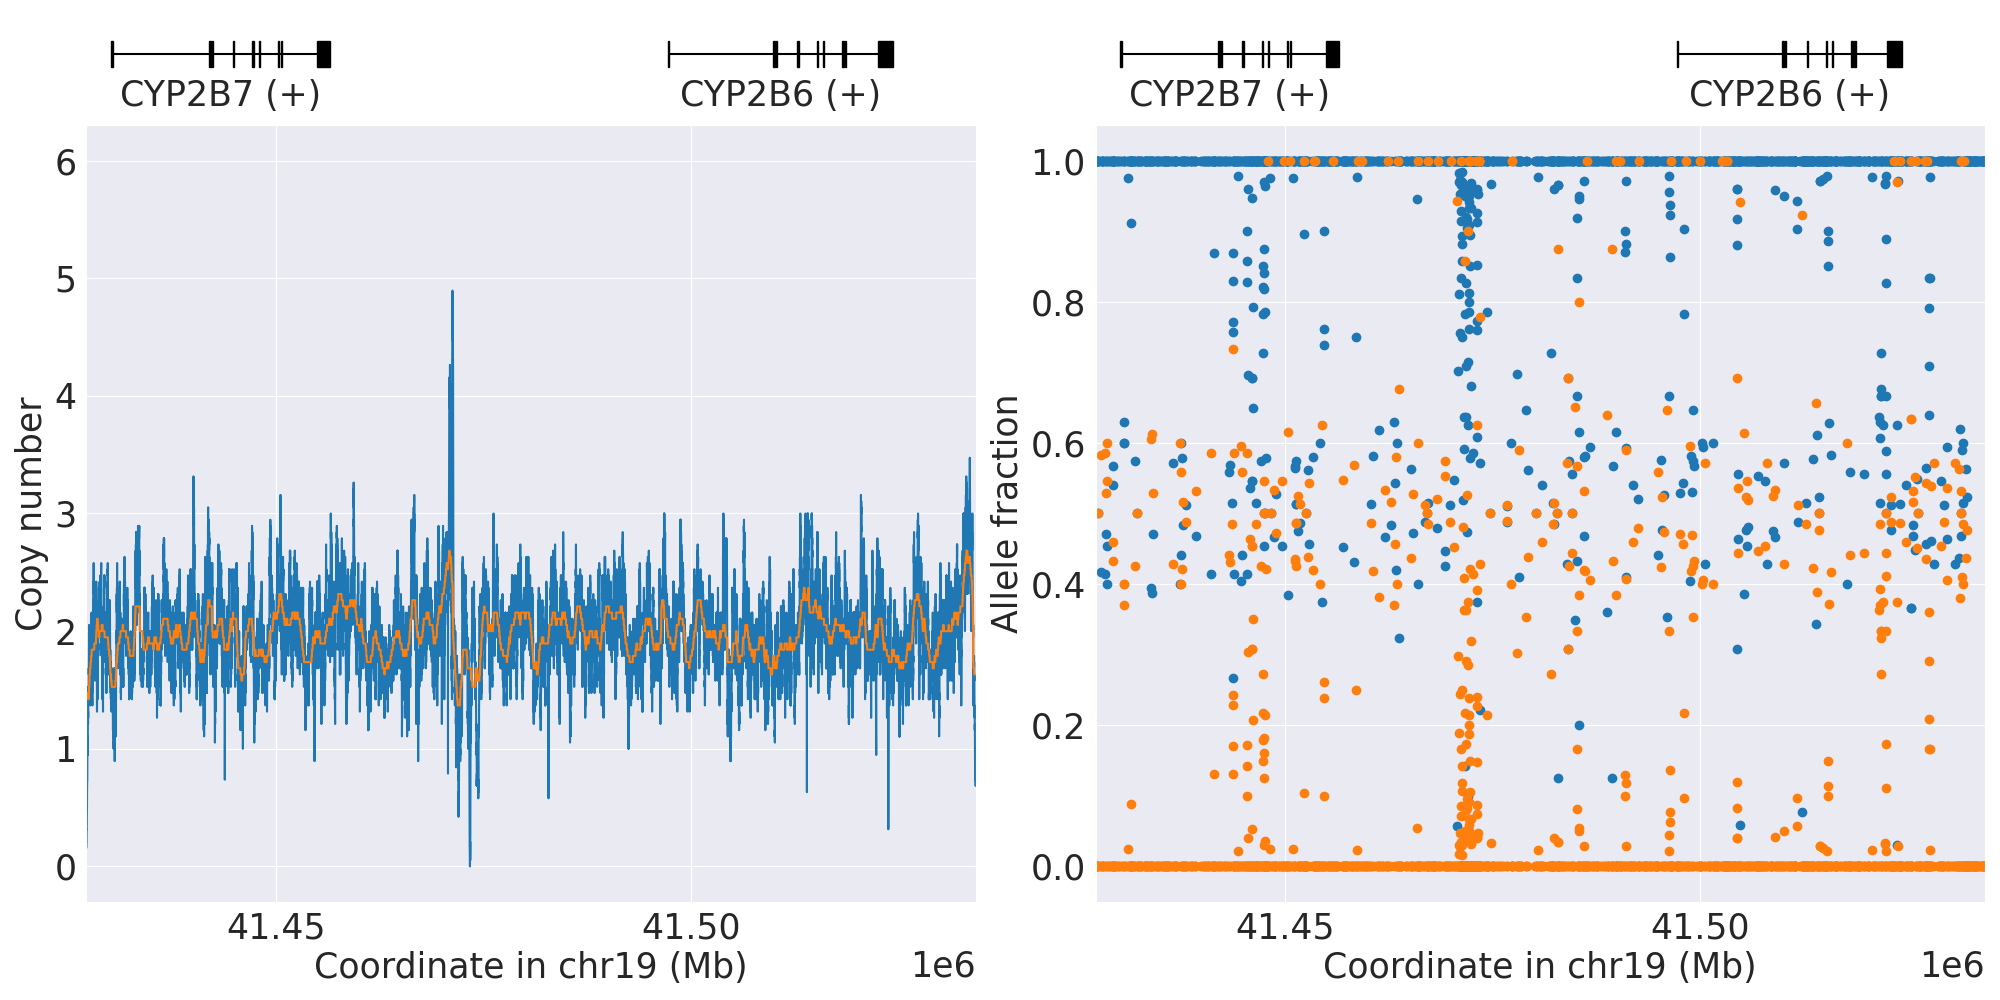 CYP2B7 (+)
CYP2B6 (+)
CYP2B7 (+)
CYP2B6 (+)
6
5
4
3
2
1
0
Copy number
41.45
41.50
Coordinate in chr19 (Mb)
1e6
1.0
0.8
0.6
0.4
0.2
0.0
Allele fraction
41.45
41.50
Coordinate in chr19 (Mb)
1e6